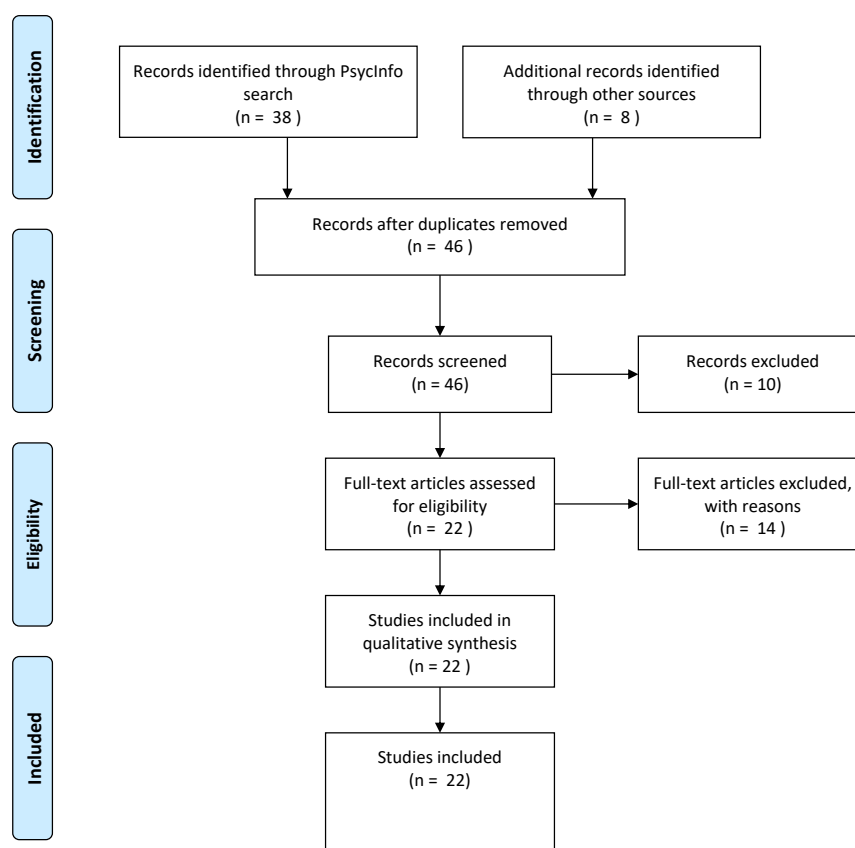 Identification
Records identified through PsycInfo
search
(n = 38 )
Additional records identified
through other sources
(n = 8 )
Records after duplicates removed
(n = 46 )
Screening
Records screened
(n = 46)
Records excluded
(n = 10)
Eligibility
Full-text articles assessed
for eligibility
(n = 22 )
Full-text articles excluded,
with reasons
(n = 14 )
Studies included in
qualitative synthesis
(n = 22 )
Included
Studies included
(n = 22)